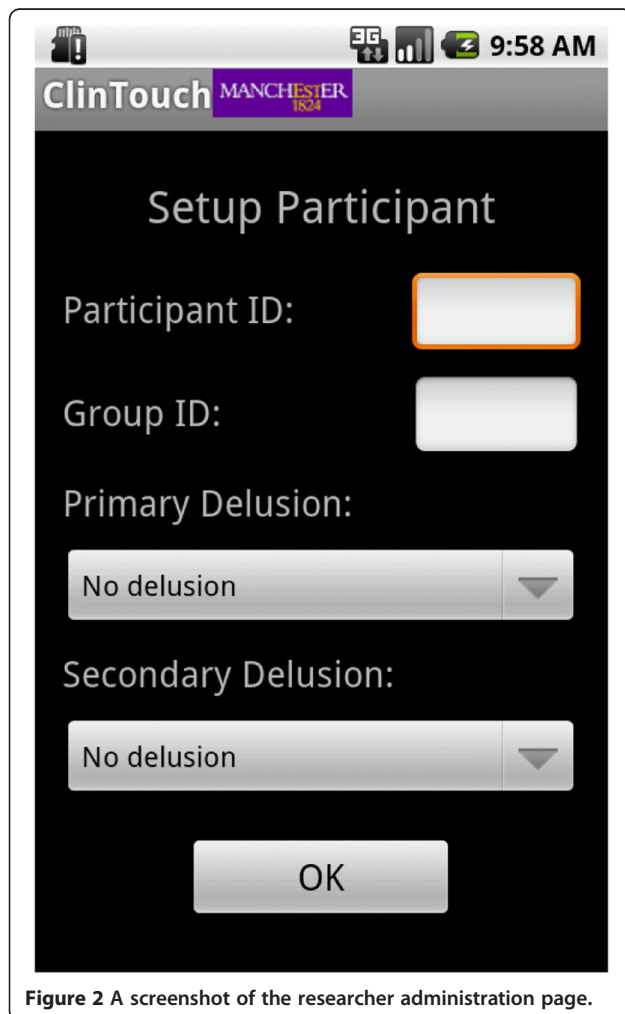 3G 9:58 AM
ClinTouch MANCHESTER
1824
Setup Participant
Participant ID:
Group ID:
Primary Delusion:
No delusion
Secondary Delusion:
No delusion
OK
Figure 2 A screenshot of the researcher administration page.